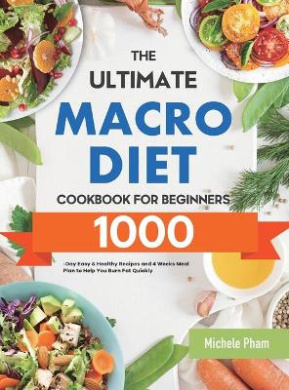 THE
ULTIMATE
MACRO
DIET
COOKBOOK FOR BEGINNERS
1000
-Day Easy & Healthy Recipes and 4 Weeks Meal
Plan to Help You Burn Fat Quickly
Michele Pham